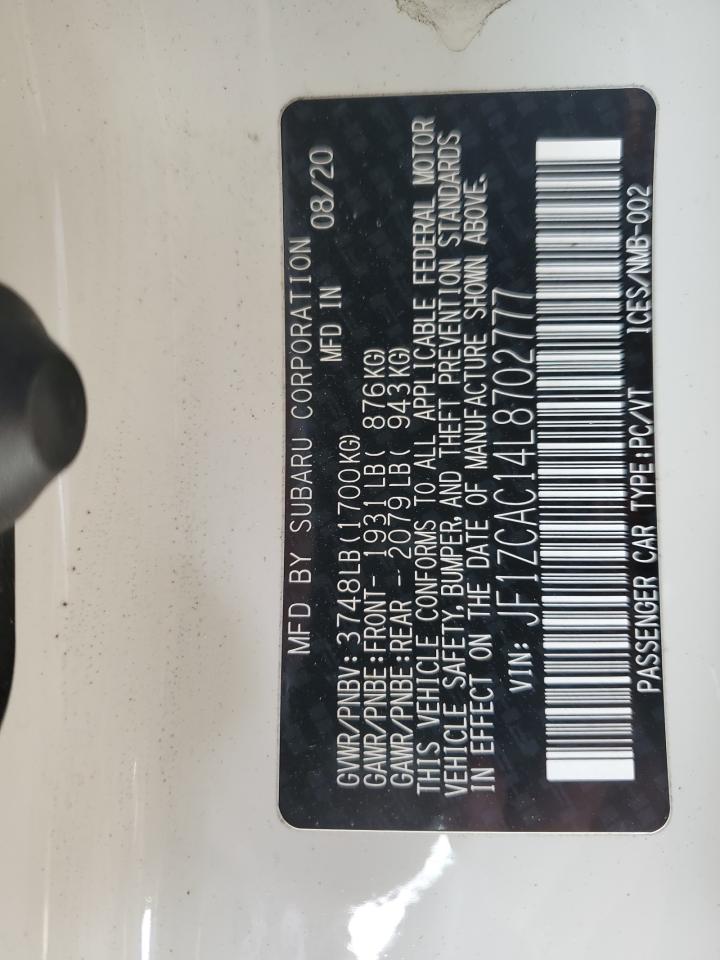 MFD BY SUBARU CORPORATION
MFD IN 08/20
GVWR/PNBV: 3748LB(1700KG)
GAWR/PNBE:FRONT- 1931LB( 876KG)
GAWR/PNBE:REAR - 2079LB( 943KG)
THIS VEHICLE CONFORMS TO ALL APPLICABLE FEDERAL MOTOR
VEHICLE SAFETY, BUMPER, AND THEFT PREVENTION STANDARDS
IN EFFECT ON THE DATE OF MANUFACTURE SHOWN ABOVE.
VIN: JF1ZCAC14L8702777
PASSENGER CAR TYPE:PC/VT ICES/NMB-002